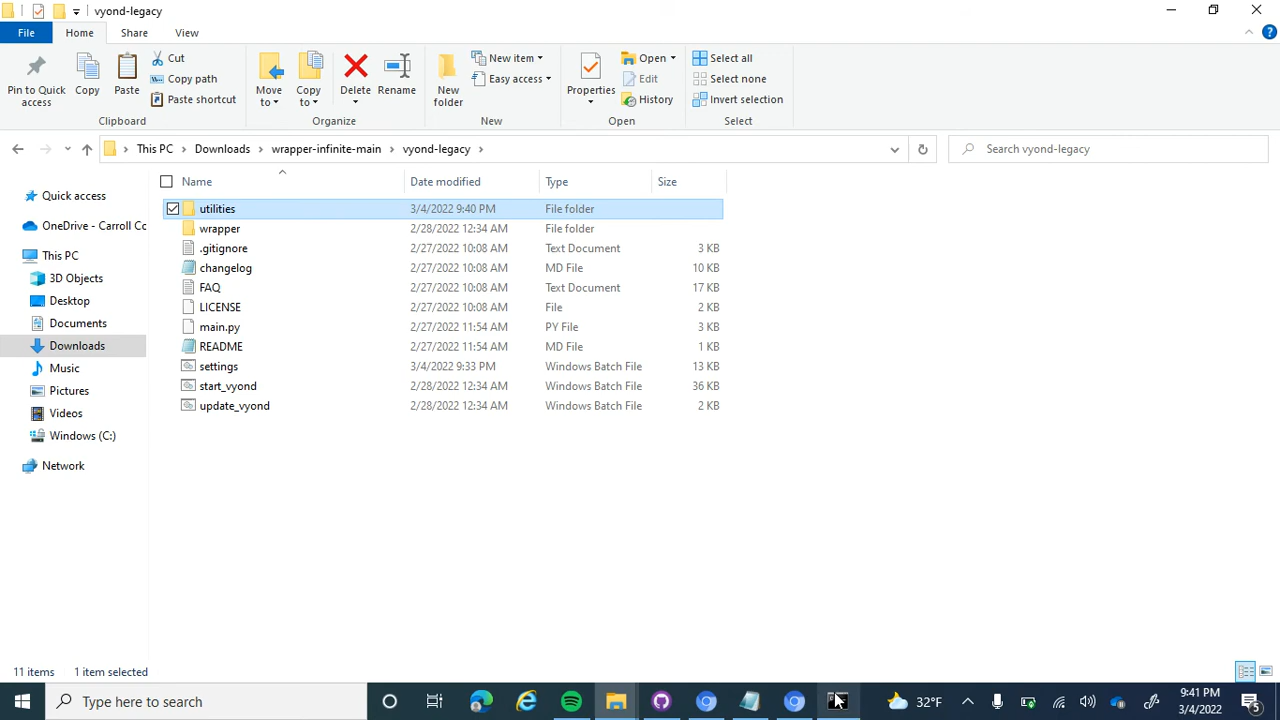 vyond-legacy
File Home Share View
Pin to Quick access
Copy
Paste
Cut
Copy path
Paste shortcut
Clipboard
Move to
Copy to
Delete
Rename
Organize
New folder
New item
Easy access
New
Properties
Open
Edit
History
Open
Select all
Select none
Invert selection
Select
This PC > Downloads > wrapper-infinite-main > vyond-legacy >
Search vyond-legacy
Quick access
OneDrive - Carroll Co
This PC
3D Objects
Desktop
Documents
Downloads
Music
Pictures
Videos
Windows (C:)
Network
Name Date modified Type Size
utilities 3/4/2022 9:40 PM File folder
wrapper 2/28/2022 12:34 AM File folder
.gitignore 2/27/2022 10:08 AM Text Document 3 KB
changelog 2/27/2022 10:08 AM MD File 10 KB
FAQ 2/27/2022 10:08 AM Text Document 17 KB
LICENSE 2/27/2022 10:08 AM File 2 KB
main.py 2/27/2022 11:54 AM PY File 3 KB
README 2/27/2022 11:54 AM MD File 1 KB
settings 3/4/2022 9:33 PM Windows Batch File 13 KB
start_vyond 2/28/2022 12:34 AM Windows Batch File 36 KB
update_vyond 2/28/2022 12:34 AM Windows Batch File 2 KB
11 items 1 item selected
Type here to search
32°F
9:41 PM
3/4/2022
5